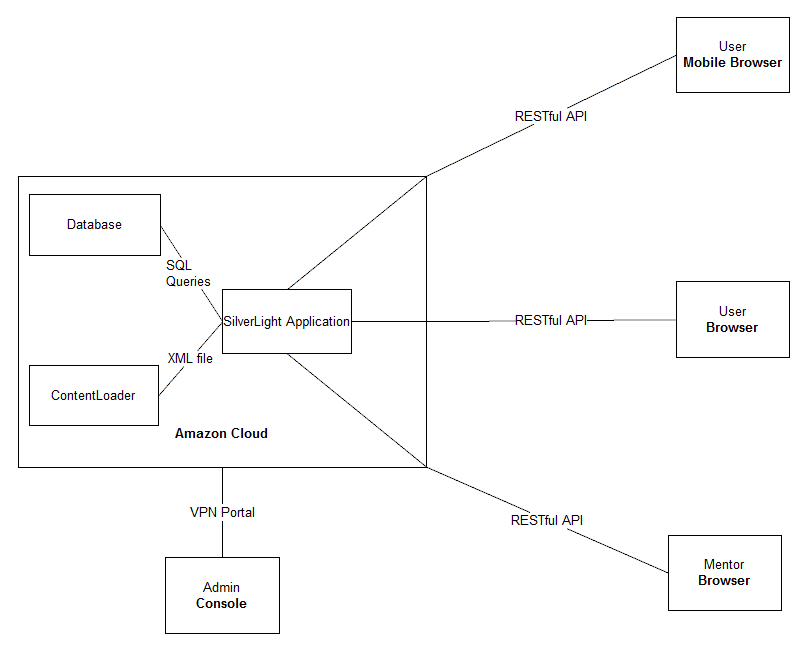 User
Mobile Browser
RESTful API
Database
SQL
Queries
SilverLight Application
RESTful API
User
Browser
XML file
ContentLoader
Amazon Cloud
VPN Portal
RESTful API
Mentor
Browser
Admin
Console